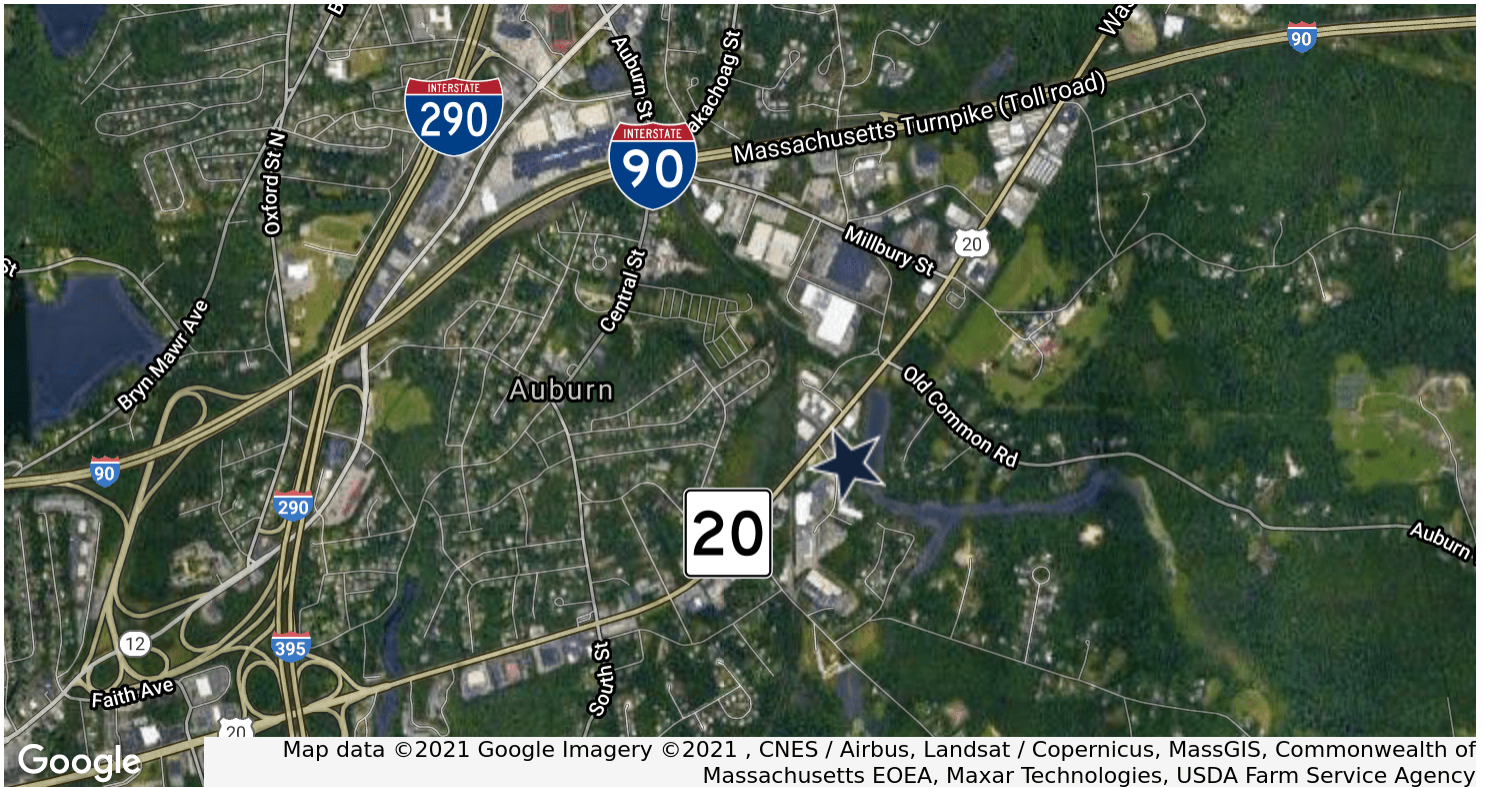 B
Auburn St
akachoag St
Was
90
INTERSTATE
290
INTERSTATE
90
Massachusetts Turnpike (Toll road)
Oxford St N
St
Millbury St
20
Central St
Bryn Mawr Ave
Auburn
Old Common Rd
90
290
20
Auburn
12
395
Faith Ave
South St
20
Google
Map data ©2021 Google Imagery ©2021 , CNES / Airbus, Landsat / Copernicus, MassGIS, Commonwealth of
Massachusetts EOEA, Maxar Technologies, USDA Farm Service Agency